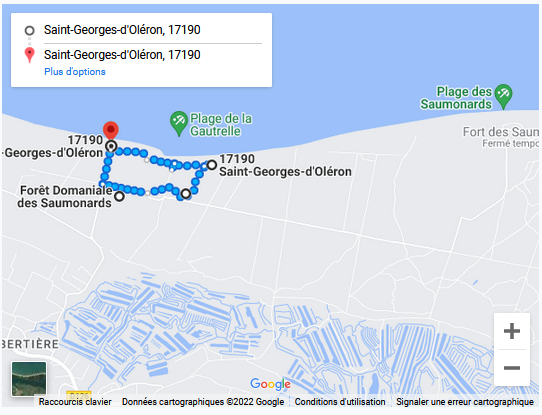 Saint-Georges-d'Oléron, 17190
Saint-Georges-d'Oléron, 17190
Plus d'options
Plage des
Saumonards
Plage de la
Gautrelle
Fort des Saum
Fermé tempo
17190
-Georges-d'Oléron
17190
Saint-Georges-d'Oléron
Forêt Domaniale
des Saumonards
BERTIÈRE
Google
Raccourcis clavier
Données cartographiques ©2022 Google
Conditions d'utilisation
Signaler une erreur cartographique